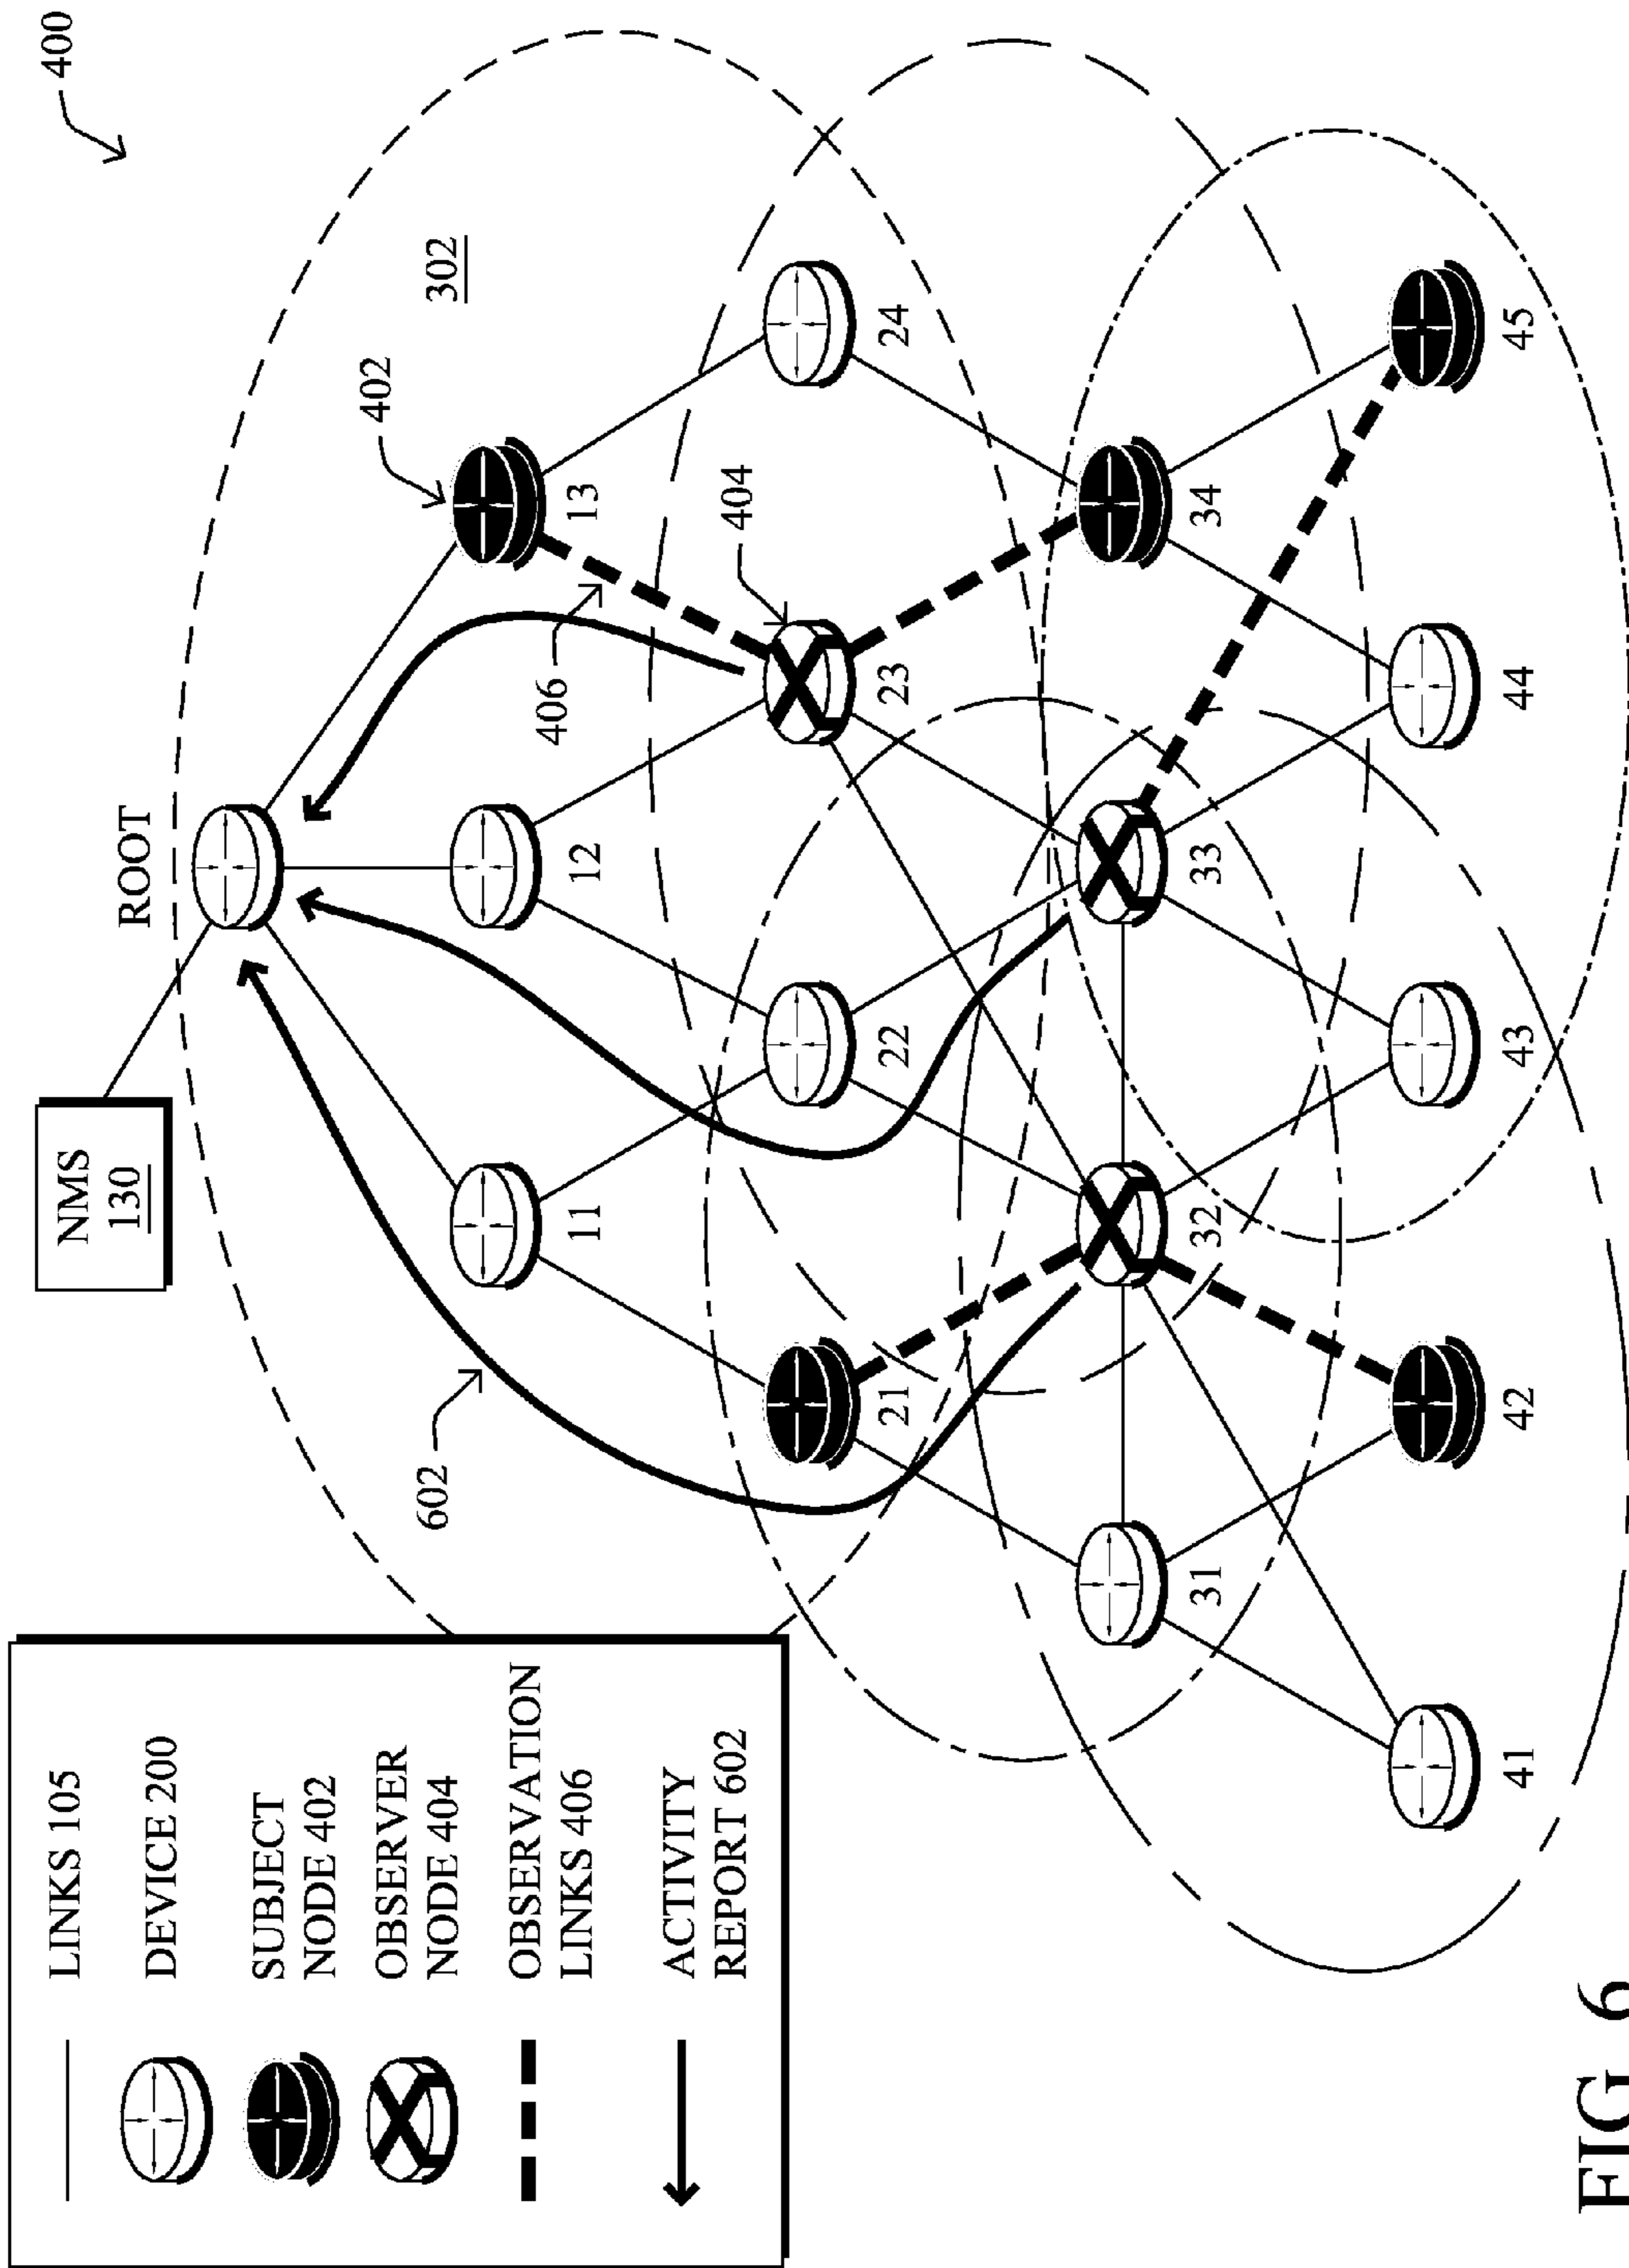 LINKS 105
DEVICE 200
SUBJECT
NODE 402
OBSERVER
NODE 404
OBSERVATION
LINKS 406
ACTIVITY
REPORT 602
NMS
130
ROOT
400
302
402
404
406
602
11
12
13
21
22
23
24
31
32
33
34
41
42
43
44
45
FIG. 6